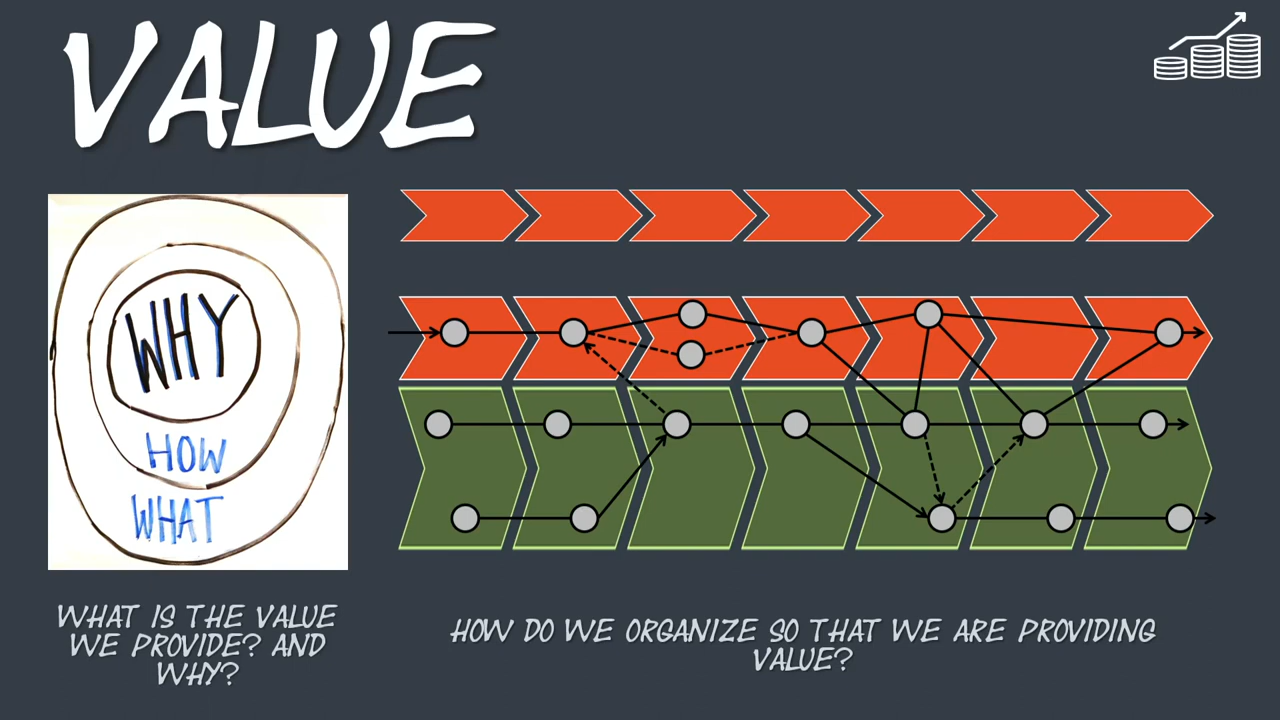 VALUE
WHY
HOW
WHAT
WHAT IS THE VALUE
WE PROVIDE? AND
WHY?
HOW DO WE ORGANIZE SO THAT WE ARE PROVIDING
VALUE?